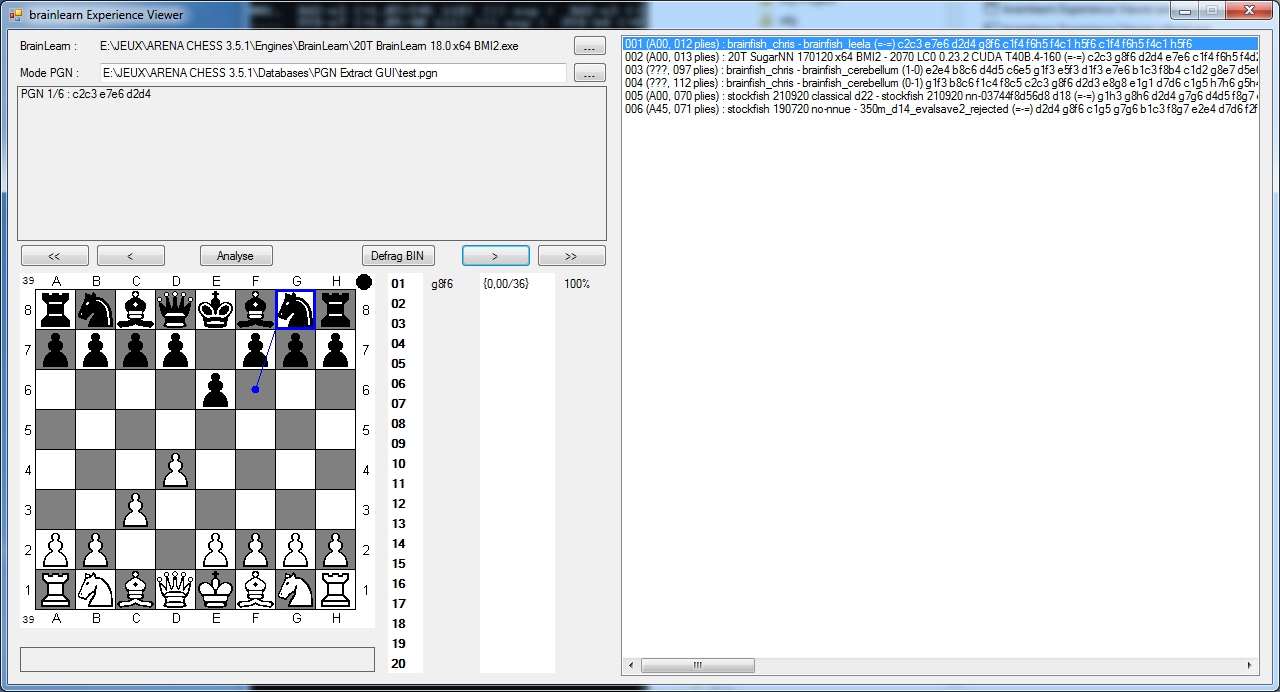 brainlearn Experience Viewer
BrainLearn : E:\JEUX\ARENA CHESS 3.5.1\Engines\BrainLearn\20T BrainLearn 18.0 x64 BMI2.exe ...
Mode PGN : E:\JEUX\ARENA CHESS 3.5.1\Databases\PGN Extract GUI\test.pgn ...
PGN 1/6 : c2c3 e7e6 d2d4
<< < Analyse Defrag BIN > >>
39 A B C D E F G H
8 8
7 7
6 6
5 5
4 4
3 3
2 2
1 1
39 A B C D E F G H
01 g8f6 {0,00/36} 100%
02
03
04
05
06
07
08
09
10
11
12
13
14
15
16
17
18
19
20
001 (A00, 012 plies) : brainfish_chris - brainfish_leela (=-=) c2c3 e7e6 d2d4 g8f6 c1f4 f6h5 f4c1 h5f6 c1f4 f6h5 f4c1 h5f6
002 (A00, 013 plies) : 20T SugarNN 170120 x64 BMI2 - 2070 LC0 0.23.2 CUDA T40B.4-160 (=-=) c2c3 g8f6 d2d4 e7e6 c1f4 f6h5 f4d2
003 (???, 097 plies) : brainfish_chris - brainfish_cerebellum (1-0) e2e4 b8c6 d2d4 d7d5 c6e5 g1f3 e5f3 d1f3 e7e6 b1c3 f8b4 c1d2 g8e7 d5e6
004 (???, 112 plies) : brainfish_chris - brainfish_cerebellum (0-1) g1f3 b8c6 f1c4 f8c5 c2c3 g8f6 d2d3 e8g8 e1g1 d7d6 c1g5 h7h6 g5h4
005 (A00, 070 plies) : stockfish 210920 classical d22 - stockfish 210920 nn-03744f8d56d8 d18 (=-=) g1h3 g8h6 d2d4 g7g6 d4d5 f8g7
006 (A45, 071 plies) : stockfish 190720 no-nnue - 350m_d14_evalsave2_rejected (=-=) d2d4 g8f6 c1g5 g7g6 b1c3 f8g7 e2e4 d7d6 f2f